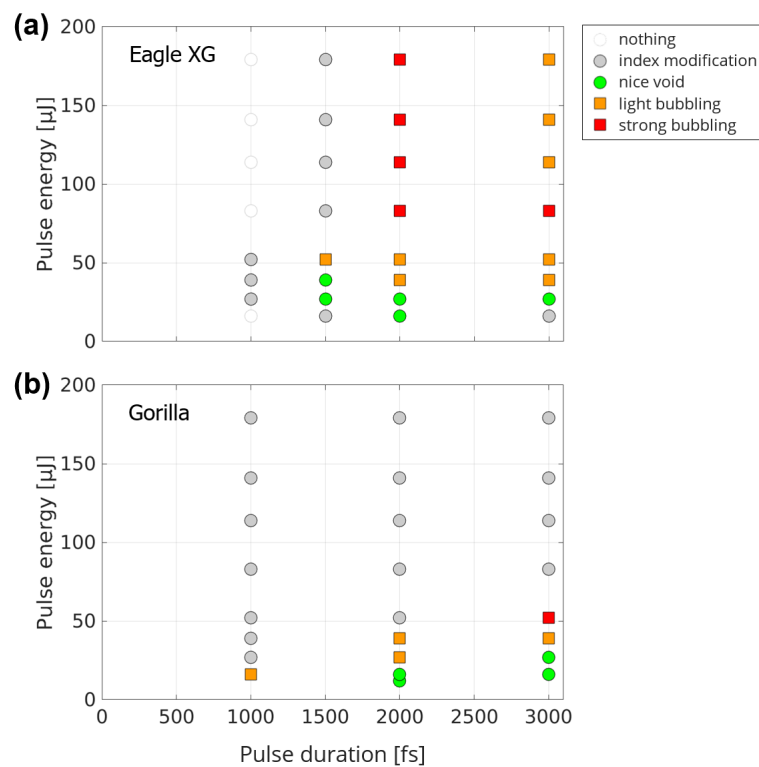 (a)
Eagle XG
200
150
100
50
0
Pulse energy [μJ]
nothing
index modification
nice void
light bubbling
strong bubbling
(b)
Gorilla
200
150
100
50
0
Pulse energy [μJ]
0 500 1000 1500 2000 2500 3000
Pulse duration [fs]